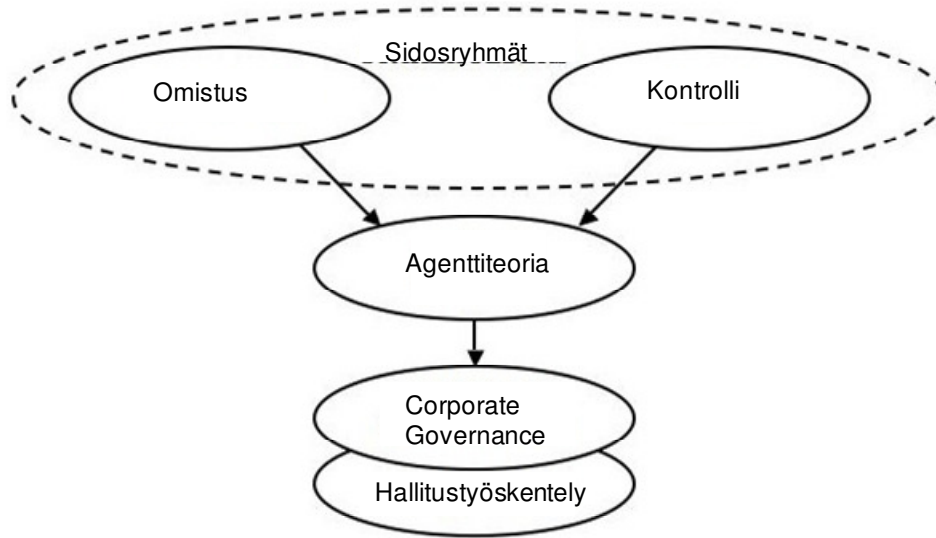 Sidosryhmät
Omistus
Kontrolli
Agenttiteoria
Corporate
Governance
Hallitustyöskentely